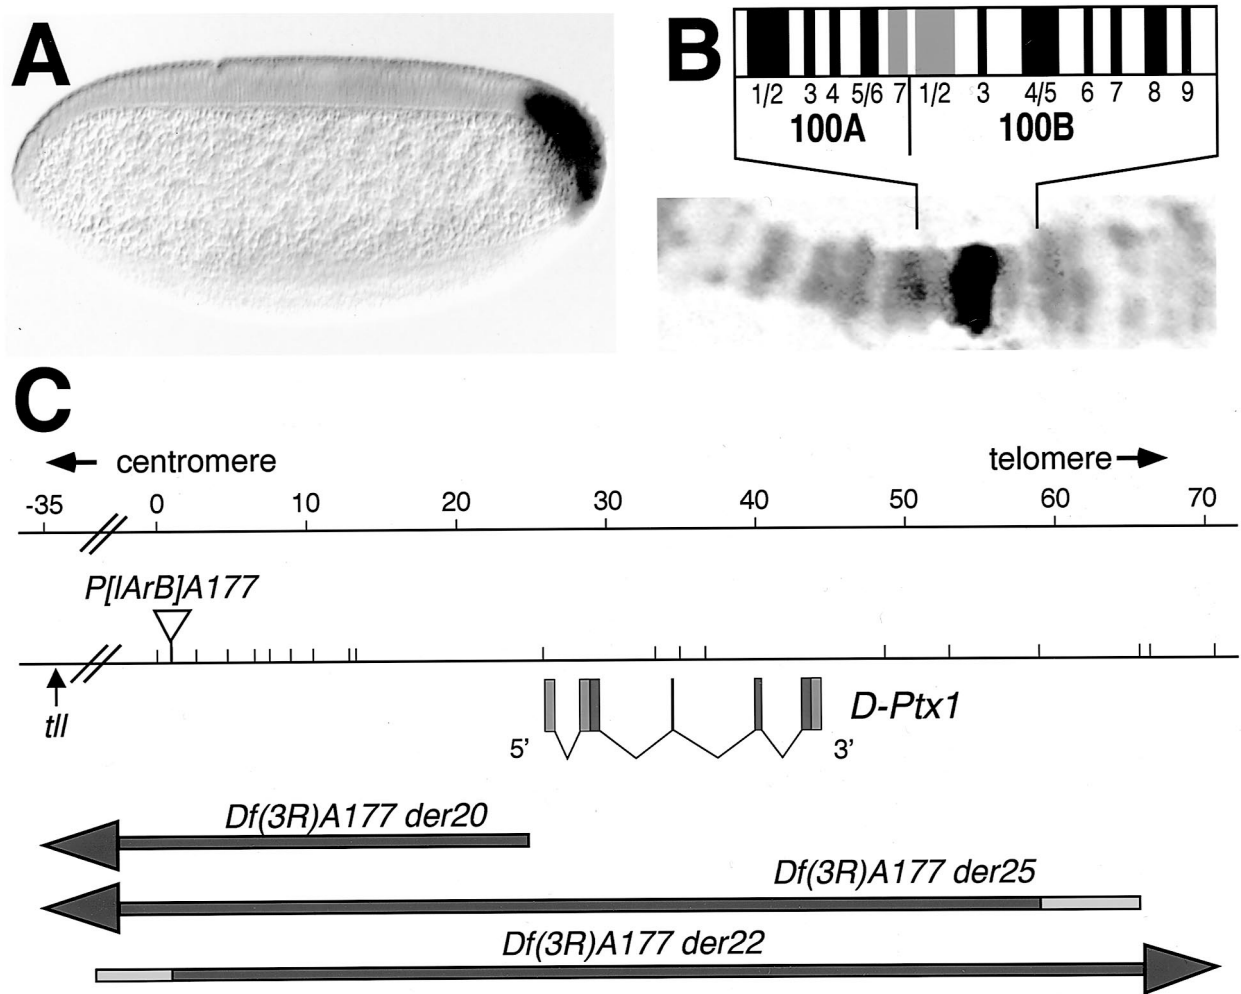 A
B
1/2 3 4 5/6 7 1/2 3 4/5 6 7 8 9
100A 100B
C
centromere telomere
-35 0 10 20 30 40 50 60 70
P[lArB]A177
tll
D-Ptx1
5’ 3’
Df(3R)A177 der20
Df(3R)A177 der25
Df(3R)A177 der22